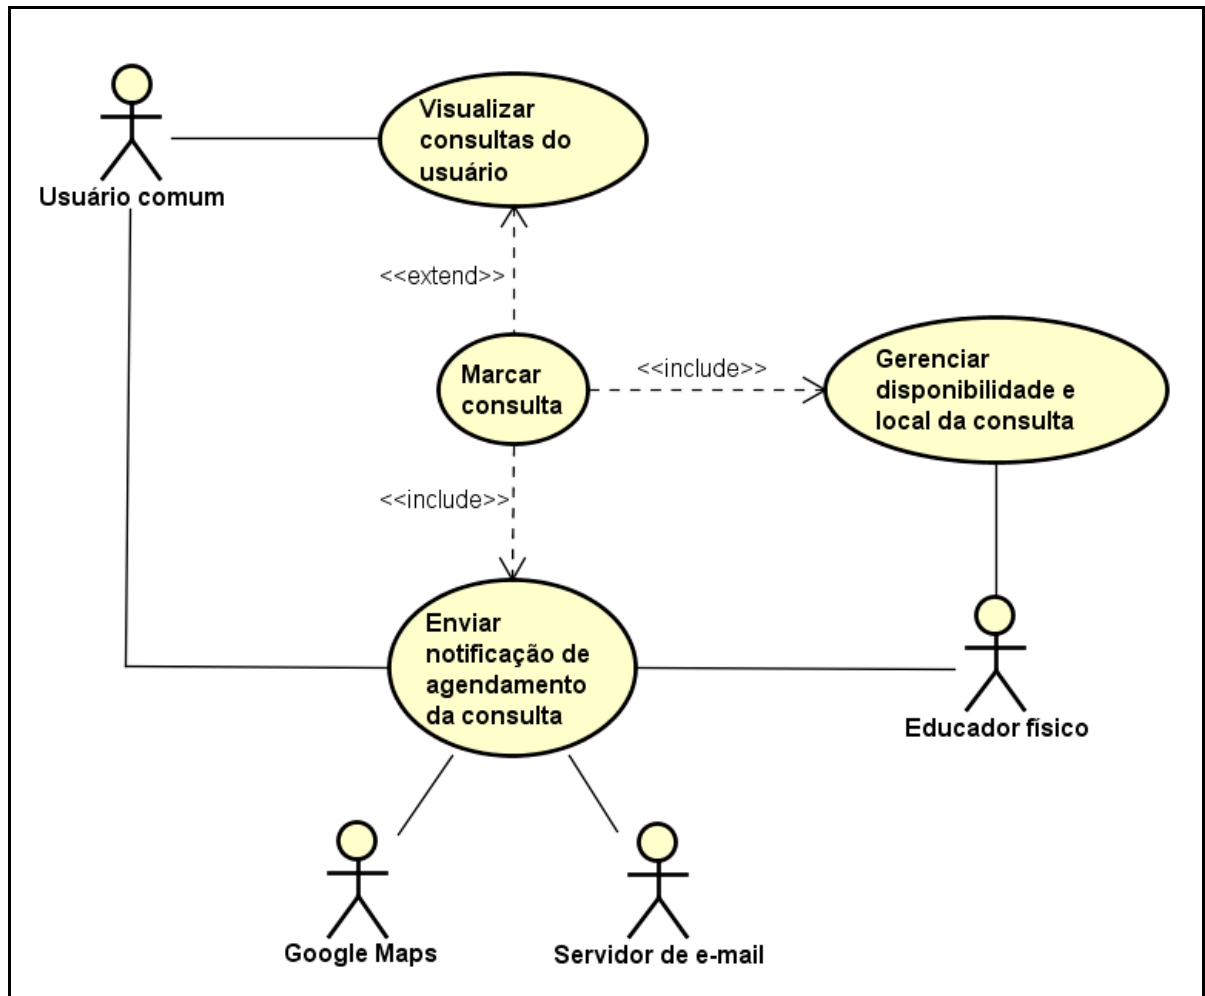 Visualizar
consultas do
usuário
Usuário comum
<<extend>>
Marcar
consulta
<<include>>
Gerenciar
disponibilidade e
local da consulta
<<include>>
Enviar
notificação de
agendamento
da consulta
Educador físico
Google Maps
Servidor de e-mail